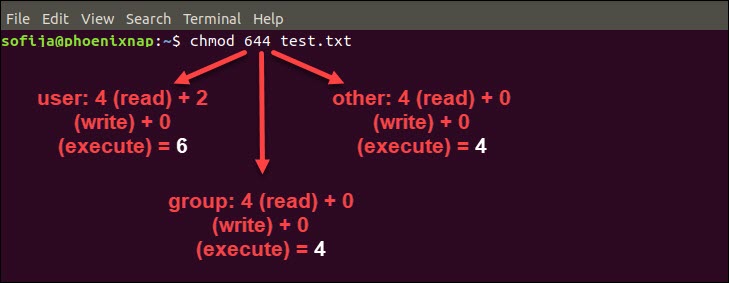 File Edit View Search Terminal Help
sofija@phoenixnap:~$ chmod 644 test.txt
user: 4 (read) + 2
(write) + 0
(execute) = 6
other: 4 (read) + 0
(write) + 0
(execute) = 4
group: 4 (read) + 0
(write) + 0
(execute) = 4